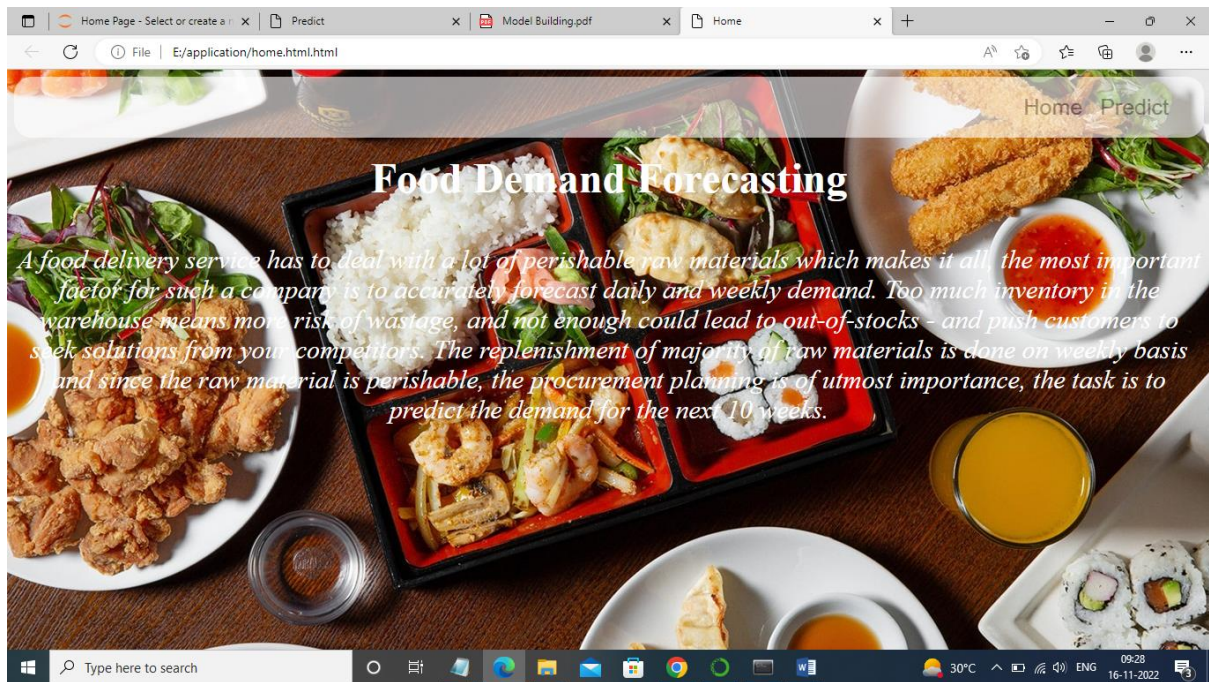 Home Page - Select or create a n
Predict
Model Building.pdf
Home
File
E:/application/home.html.html
Home Predict
Food Demand Forecasting
A food delivery service has to deal with a lot of perishable raw materials which makes it all, the most important
factor for such a company is to accurately forecast daily and weekly demand. Too much inventory in the
warehouse means more risk of wastage, and not enough could lead to out-of-stocks - and push customers to
seek solutions from your competitors. The replenishment of majority of raw materials is done on weekly basis
and since the raw material is perishable, the procurement planning is of utmost importance, the task is to
predict the demand for the next 10 weeks.
Type here to search
30°C
ENG
09:28
16-11-2022
3